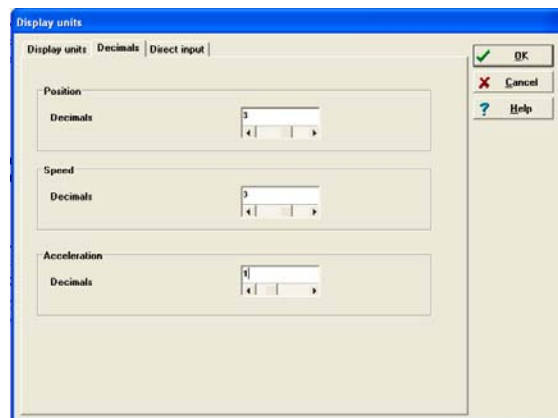 Display units
Display units Decimals Direct input
Position
Decimals 3
Speed
Decimals 3
Acceleration
Decimals 1
OK
Cancel
Help